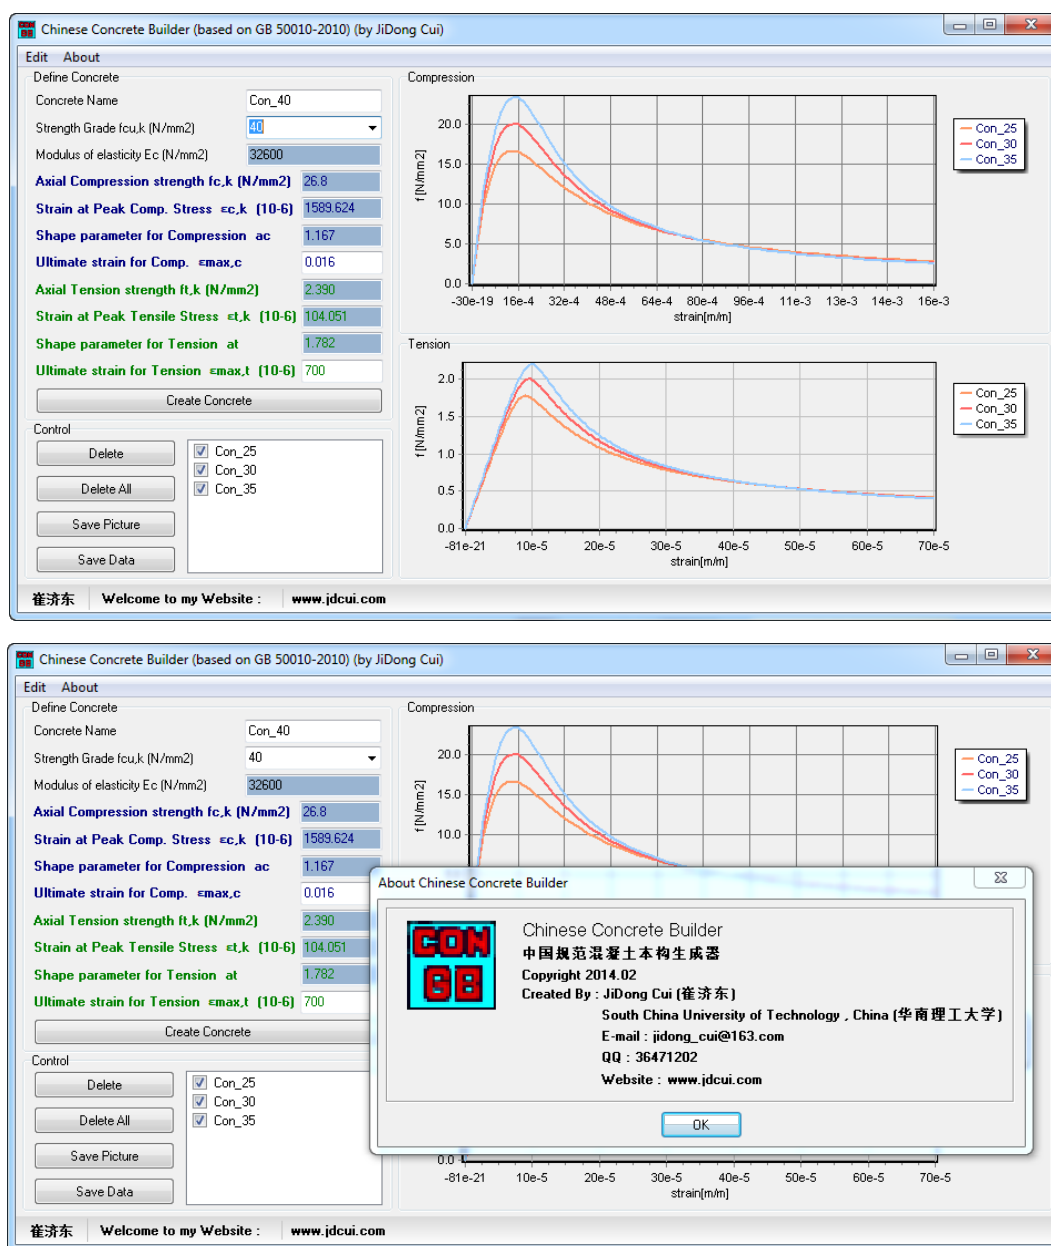 Chinese Concrete Builder (based on GB 50010-2010) (by JiDong Cui)
Edit About
Define Concrete
Concrete Name Con_40
Strength Grade fcu,k (N/mm2) 40
Modulus of elasticity Ec (N/mm2) 32600
Axial Compression strength fc,k (N/mm2) 26.8
Strain at Peak Comp. Stress εc,k (10-6) 1589.624
Shape parameter for Compression ac 1.167
Ultimate strain for Comp. εmax,c 0.016
Axial Tension strength ft,k (N/mm2) 2.390
Strain at Peak Tensile Stress εt,k (10-6) 104.051
Shape parameter for Tension at 1.782
Ultimate strain for Tension εmax,t (10-6) 700
Create Concrete
Control
Delete
Delete All
Save Picture
Save Data
Con_25
Con_30
Con_35
Compression
f [N/mm2]
20.0
15.0
10.0
5.0
0.0
-30e-19 16e-4 32e-4 48e-4 64e-4 80e-4 96e-4 11e-3 13e-3 14e-3 16e-3
strain[m/m]
Con_25
Con_30
Con_35
Tension
f [N/mm2]
2.0
1.5
1.0
0.5
0.0
-81e-21 10e-5 20e-5 30e-5 40e-5 50e-5 60e-5 70e-5
strain[m/m]
Con_25
Con_30
Con_35
崔济东 Welcome to my Website : www.jdcui.com
Chinese Concrete Builder (based on GB 50010-2010) (by JiDong Cui)
Edit About
Define Concrete
Concrete Name Con_40
Strength Grade fcu,k (N/mm2) 40
Modulus of elasticity Ec (N/mm2) 32600
Axial Compression strength fc,k (N/mm2) 26.8
Strain at Peak Comp. Stress εc,k (10-6) 1589.624
Shape parameter for Compression ac 1.167
Ultimate strain for Comp. εmax,c 0.016
Axial Tension strength ft,k (N/mm2) 2.390
Strain at Peak Tensile Stress εt,k (10-6) 104.051
Shape parameter for Tension at 1.782
Ultimate strain for Tension εmax,t (10-6) 700
Create Concrete
Control
Delete
Delete All
Save Picture
Save Data
Con_25
Con_30
Con_35
Compression
f [N/mm2]
20.0
15.0
10.0
Con_25
Con_30
Con_35
About Chinese Concrete Builder
CON
GB
Chinese Concrete Builder
中国规范混凝土本构生成器
Copyright 2014.02
Created By : JiDong Cui (崔济东)
South China University of Technology , China (华南理工大学)
E-mail : jidong_cui@163.com
QQ : 36471202
Website : www.jdcui.com
OK
0.0
-81e-21 10e-5 20e-5 30e-5 40e-5 50e-5 60e-5 70e-5
strain[m/m]
崔济东 Welcome to my Website : www.jdcui.com